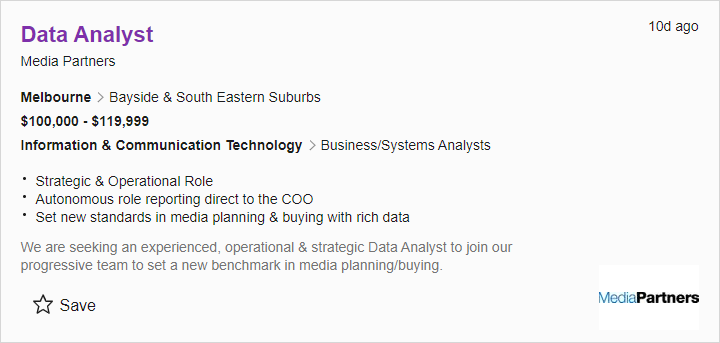 Data Analyst
10d ago
Media Partners
Melbourne > Bayside & South Eastern Suburbs
$100,000 - $119,999
Information & Communication Technology > Business/Systems Analysts
• Strategic & Operational Role
• Autonomous role reporting direct to the COO
• Set new standards in media planning & buying with rich data
We are seeking an experienced, operational & strategic Data Analyst to join our
progressive team to set a new benchmark in media planning/buying.
Save
MediaPartners